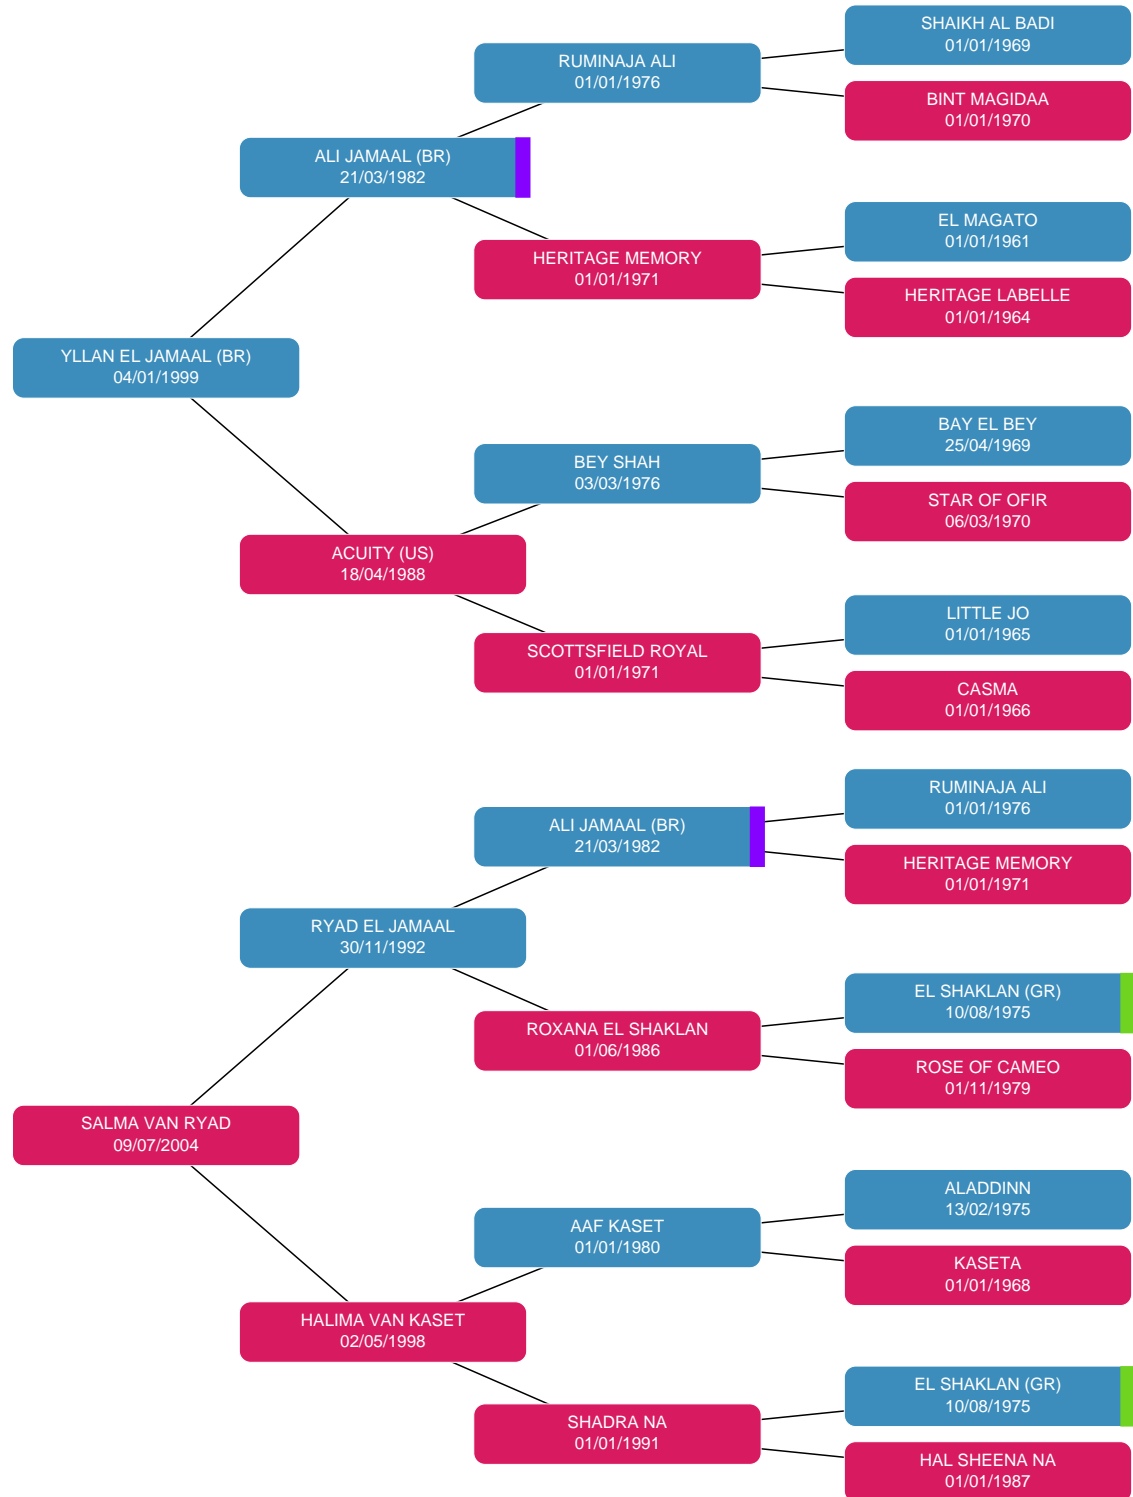 SHAIKH AL BADI
01/01/1969
RUMINAJA ALI
01/01/1976
BINT MAGIDAA
01/01/1970
ALI JAMAAL (BR)
21/03/1982
EL MAGATO
01/01/1961
HERITAGE MEMORY
01/01/1971
HERITAGE LABELLE
01/01/1964
YLLAN EL JAMAAL (BR)
04/01/1999
BAY EL BEY
25/04/1969
BEY SHAH
03/03/1976
STAR OF OFIR
06/03/1970
ACUITY (US)
18/04/1988
LITTLE JO
01/01/1965
SCOTTSFIELD ROYAL
01/01/1971
CASMA
01/01/1966
RUMINAJA ALI
01/01/1976
ALI JAMAAL (BR)
21/03/1982
HERITAGE MEMORY
01/01/1971
RYAD EL JAMAAL
30/11/1992
EL SHAKLAN (GR)
10/08/1975
ROXANA EL SHAKLAN
01/06/1986
ROSE OF CAMEO
01/11/1979
SALMA VAN RYAD
09/07/2004
ALADDINN
13/02/1975
AAF KASET
01/01/1980
KASETA
01/01/1968
HALIMA VAN KASET
02/05/1998
EL SHAKLAN (GR)
10/08/1975
SHADRA NA
01/01/1991
HAL SHEENA NA
01/01/1987